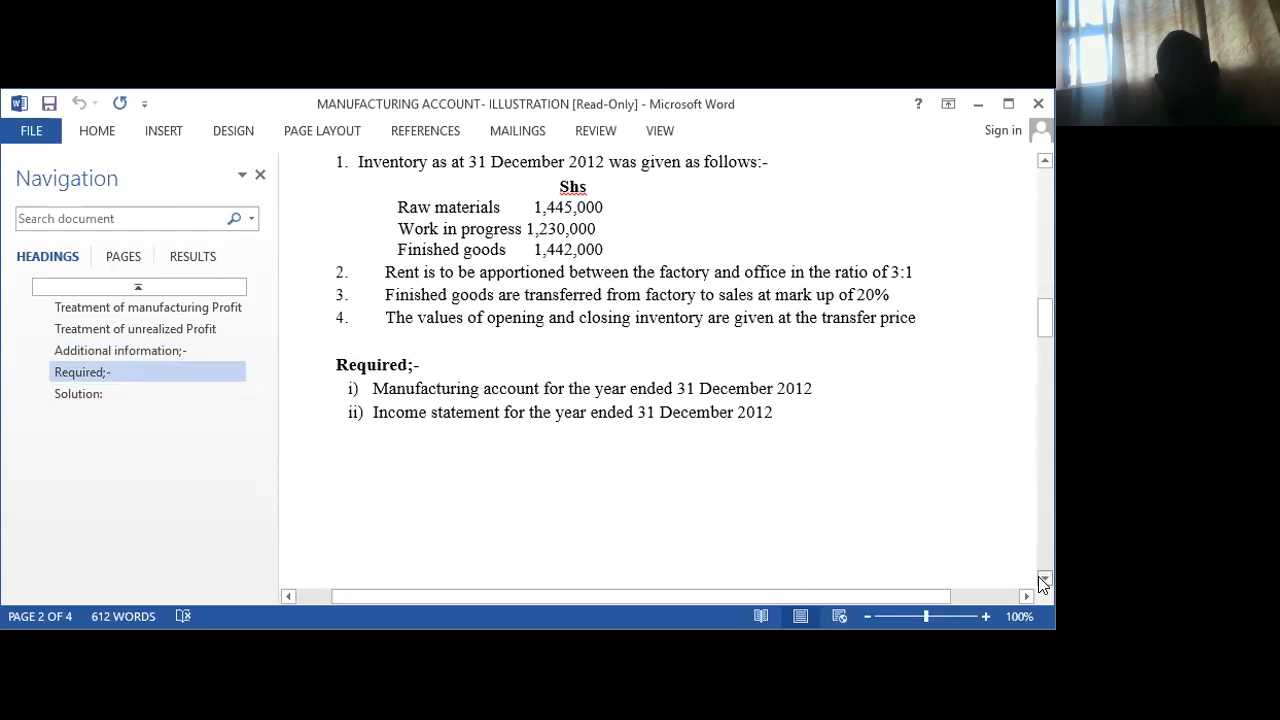 MANUFACTURING ACCOUNT- ILLUSTRATION [Read-Only] - Microsoft Word
FILE HOME INSERT DESIGN PAGE LAYOUT REFERENCES MAILINGS REVIEW VIEW Sign in
Navigation
Search document
HEADINGS PAGES RESULTS
Treatment of manufacturing Profit
Treatment of unrealized Profit
Additional information;-
Required;-
Solution:
1. Inventory as at 31 December 2012 was given as follows:-
Shs
Raw materials 1,445,000
Work in progress 1,230,000
Finished goods 1,442,000
2. Rent is to be apportioned between the factory and office in the ratio of 3:1
3. Finished goods are transferred from factory to sales at mark up of 20%
4. The values of opening and closing inventory are given at the transfer price
Required;-
i) Manufacturing account for the year ended 31 December 2012
ii) Income statement for the year ended 31 December 2012
PAGE 2 OF 4 612 WORDS 100%